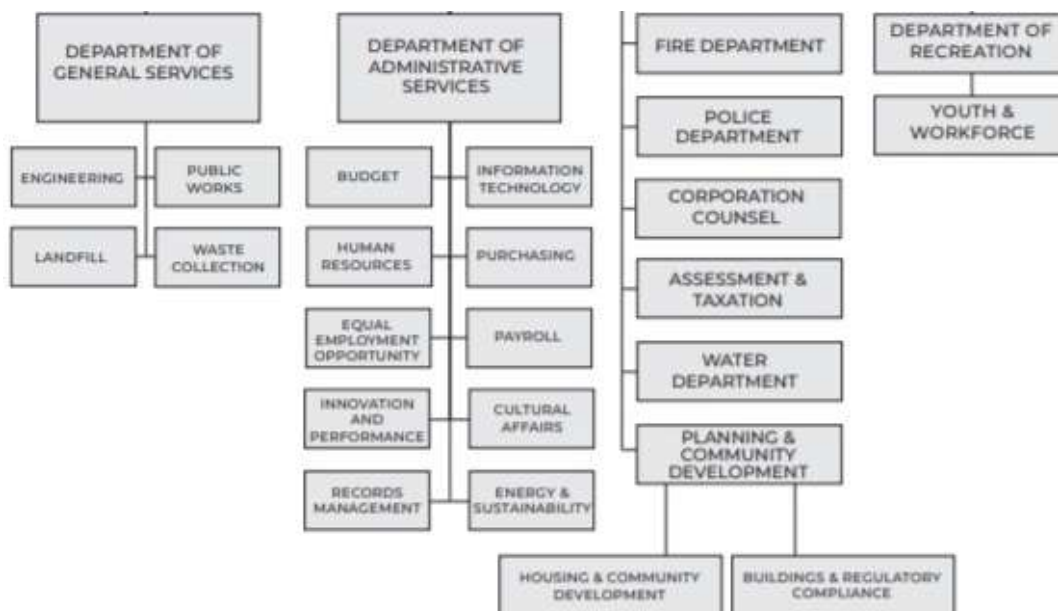 DEPARTMENT OF
GENERAL SERVICES
ENGINEERING
PUBLIC
WORKS
LANDFILL
WASTE
COLLECTION
DEPARTMENT OF
ADMINISTRATIVE
SERVICES
BUDGET
INFORMATION
TECHNOLOGY
HUMAN
RESOURCES
PURCHASING
EQUAL
EMPLOYMENT
OPPORTUNITY
PAYROLL
INNOVATION
AND
PERFORMANCE
CULTURAL
AFFAIRS
RECORDS
MANAGEMENT
ENERGY &
SUSTAINABILITY
FIRE DEPARTMENT
POLICE
DEPARTMENT
CORPORATION
COUNSEL
ASSESSMENT &
TAXATION
WATER
DEPARTMENT
PLANNING &
COMMUNITY
DEVELOPMENT
HOUSING & COMMUNITY
DEVELOPMENT
BUILDINGS & REGULATORY
COMPLIANCE
DEPARTMENT OF
RECREATION
YOUTH &
WORKFORCE